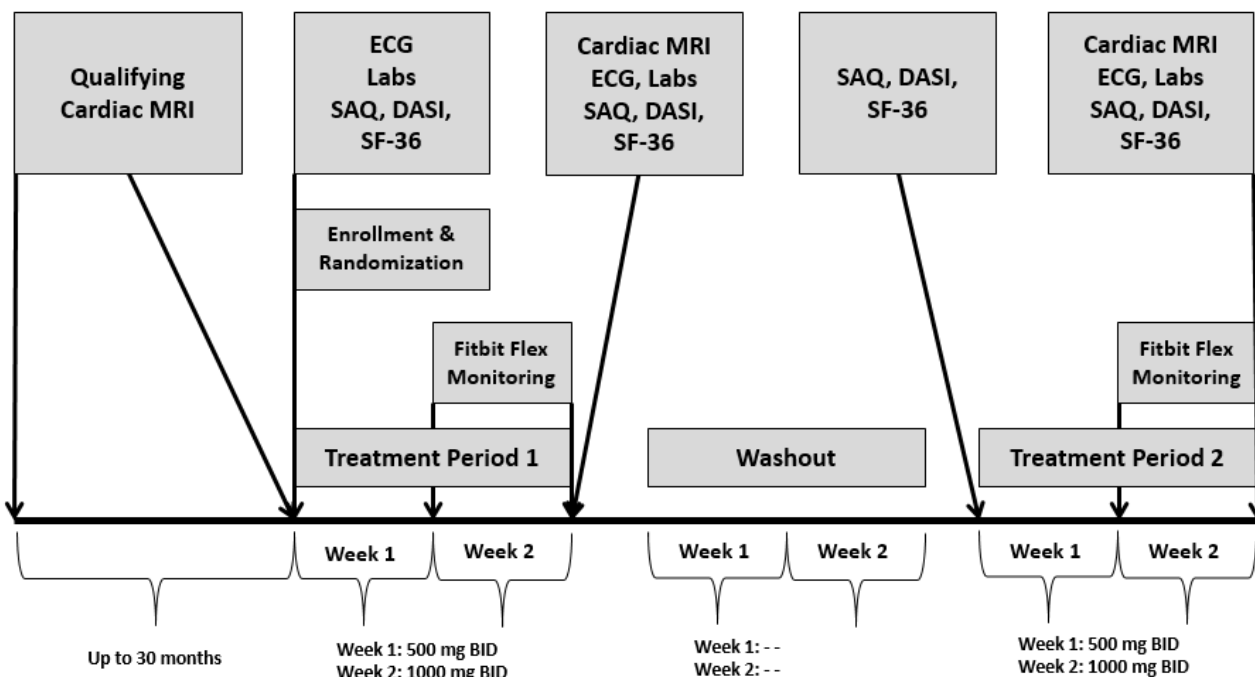 Qualifying
Cardiac MRI
ECG
Labs
SAQ, DASI,
SF-36
Cardiac MRI
ECG, Labs
SAQ, DASI,
SF-36
SAQ, DASI,
SF-36
Cardiac MRI
ECG, Labs
SAQ, DASI,
SF-36
Enrollment &
Randomization
Fitbit Flex
Monitoring
Fitbit Flex
Monitoring
Treatment Period 1
Washout
Treatment Period 2
Week 1
Week 2
Week 1
Week 2
Week 1
Week 2
Up to 30 months
Week 1: 500 mg BID
Week 2: 1000 mg BID
Week 1: - -
Week 2: - -
Week 1: 500 mg BID
Week 2: 1000 mg BID